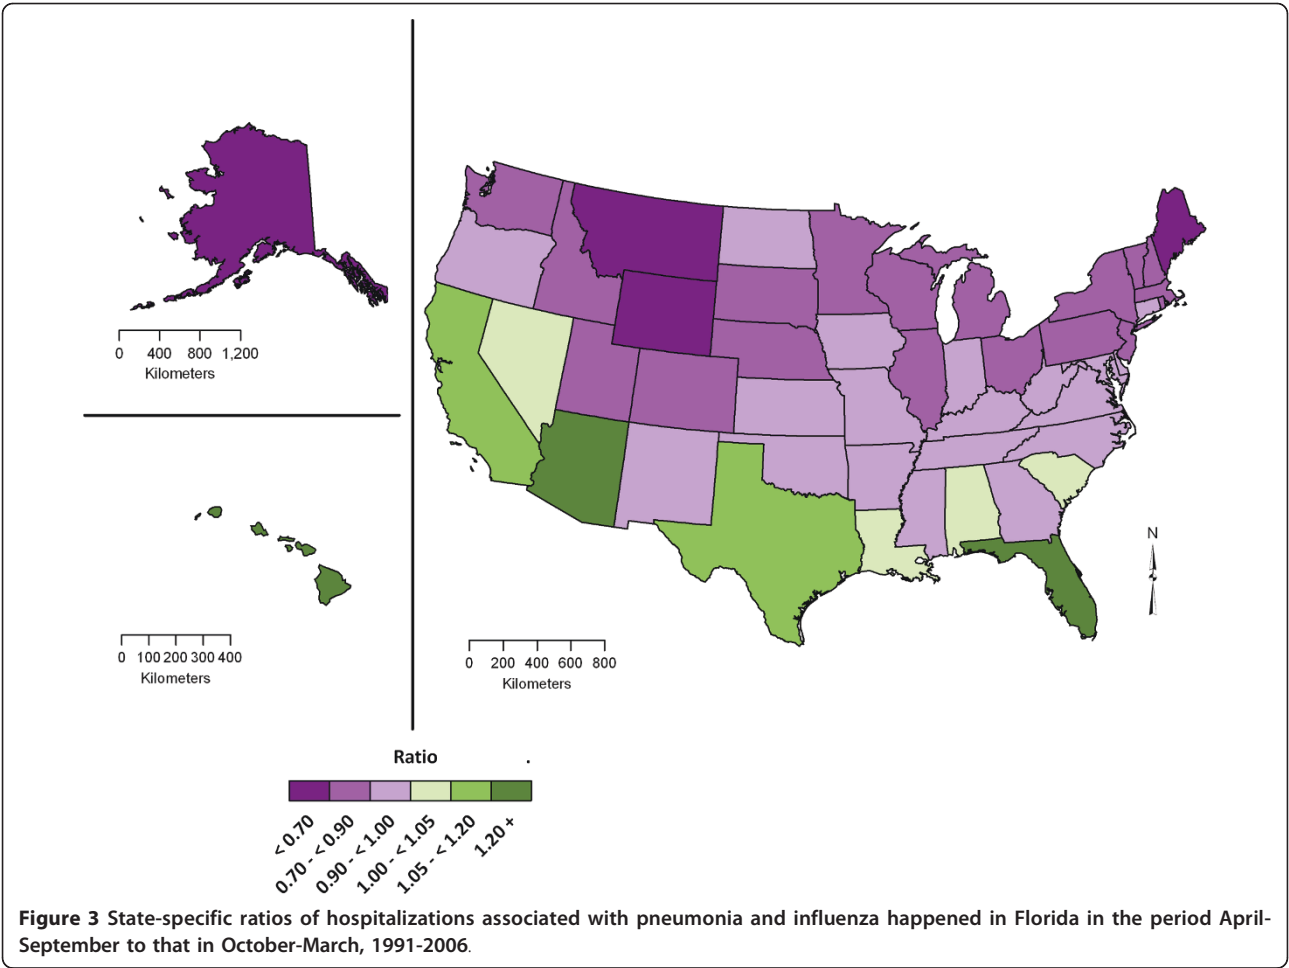 0 400 800 1,200
Kilometers
0 100 200 300 400
Kilometers
N
0 200 400 600 800
Kilometers
Ratio .
< 0.70
0.70 - < 0.90
0.90 - < 1.00
1.00 - < 1.05
1.05 - < 1.20
1.20 +
Figure 3 State-specific ratios of hospitalizations associated with pneumonia and influenza happened in Florida in the period April-
September to that in October-March, 1991-2006.